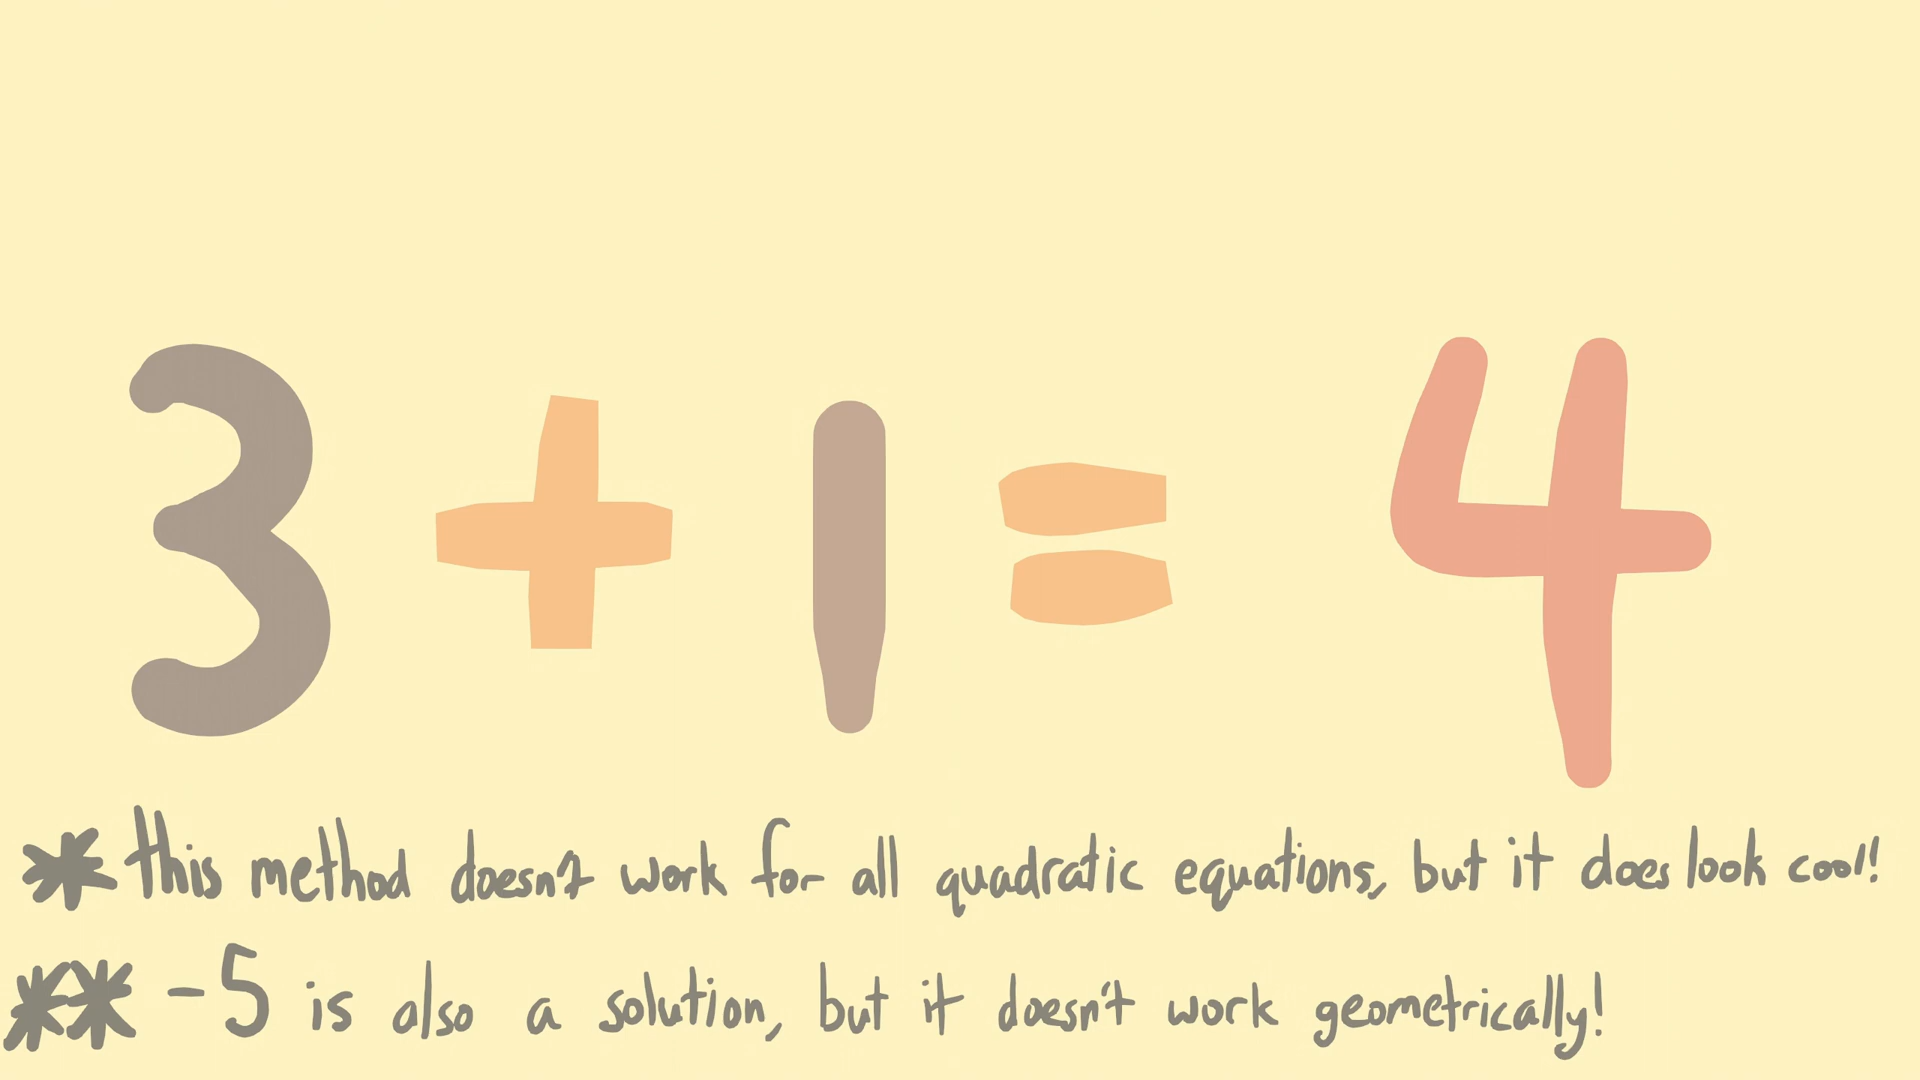 3 + 1 = 4
* this method doesn't work for all quadratic equations, but it does look cool!
** -5 is also a solution, but it doesn't work geometrically!